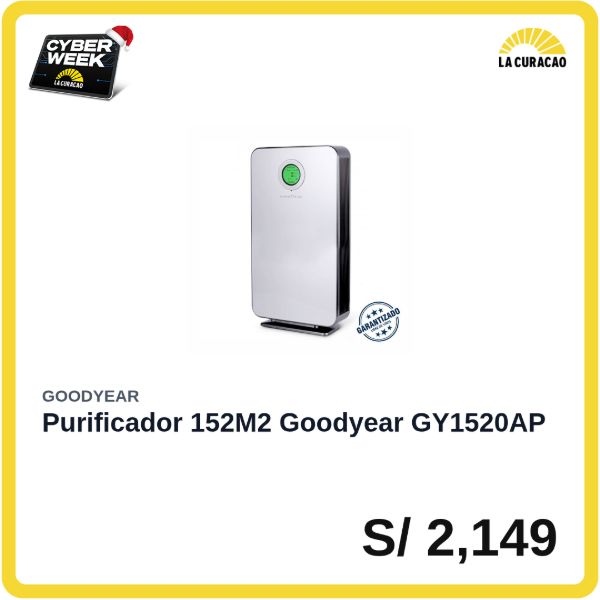 CYBER
WEEK
LA CURACAO
LA CURACAO
GARANTIZADO
GOODYEAR
Purificador 152M2 Goodyear GY1520AP
S/ 2,149